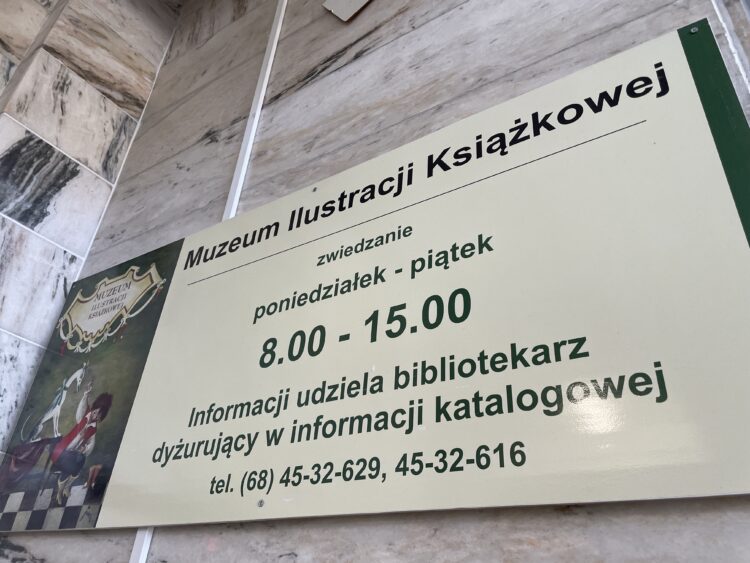 Muzeum Ilustracji Książkowej
zwiedzanie
poniedziałek - piątek
8.00 - 15.00
Informacji udziela bibliotekarz
dyżurujący w informacji katalogowej
tel. (68) 45-32-629, 45-32-616
MUZEUM
ILUSTRACJI
KSIĄŻKOWEJ